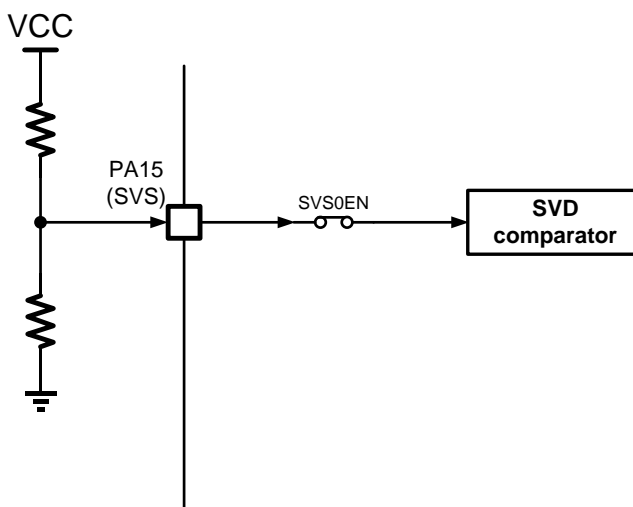 VCC
PA15
(SVS)
SVS0EN
SVD
comparator